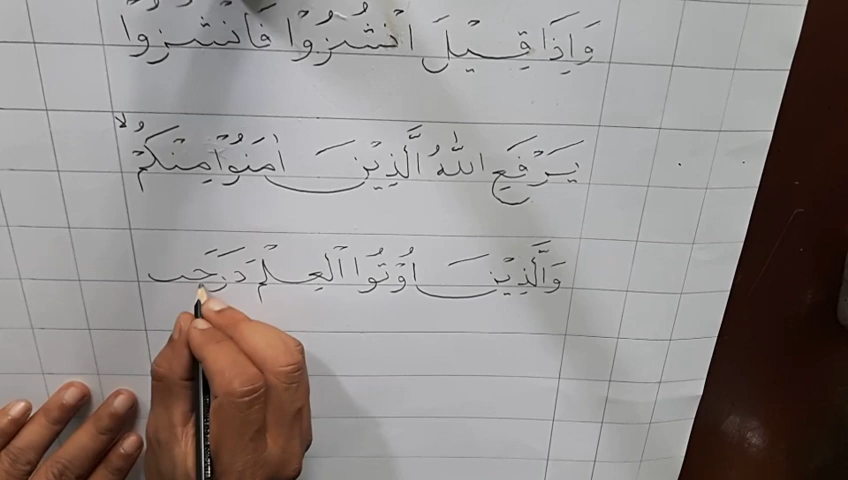 وَاِذَا قِيْلَ انْشُزُوْا فَانْشُزُوْا
يَرْفَعِ اللّٰهُ الَّذِيْنَ اٰمَنُوْا مِنْكُمْۙ
وَالَّذِيْنَ اُوْتُوا الْعِلْمَ دَرَجٰت